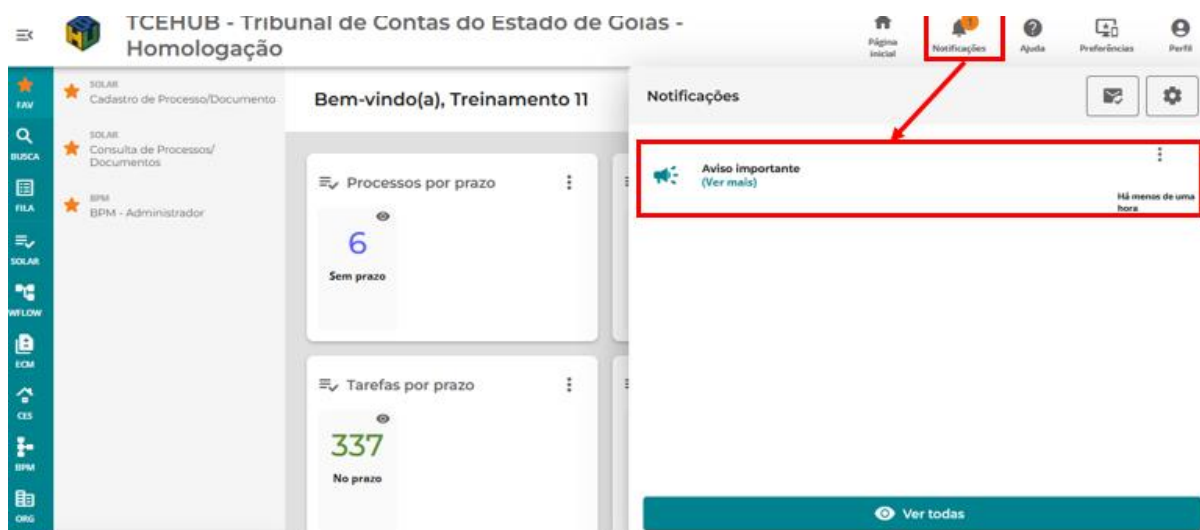 TCEHUB - Tribunal de Contas do Estado de Goiás -
Homologação
Página
inicial
1
Notificações
Ajuda
Preferências
Perfil
FAV
BUSCA
FILA
SOLAR
WFLOW
ECM
CES
BPM
ORG
SOLAR
Cadastro de Processo/Documento
SOLAR
Consulta de Processos/
Documentos
BPM
BPM - Administrador
Bem-vindo(a), Treinamento 11
Processos por prazo
6
Sem prazo
Tarefas por prazo
337
No prazo
Notificações
Aviso importante
(Ver mais)
Há menos de uma
hora
Ver todas